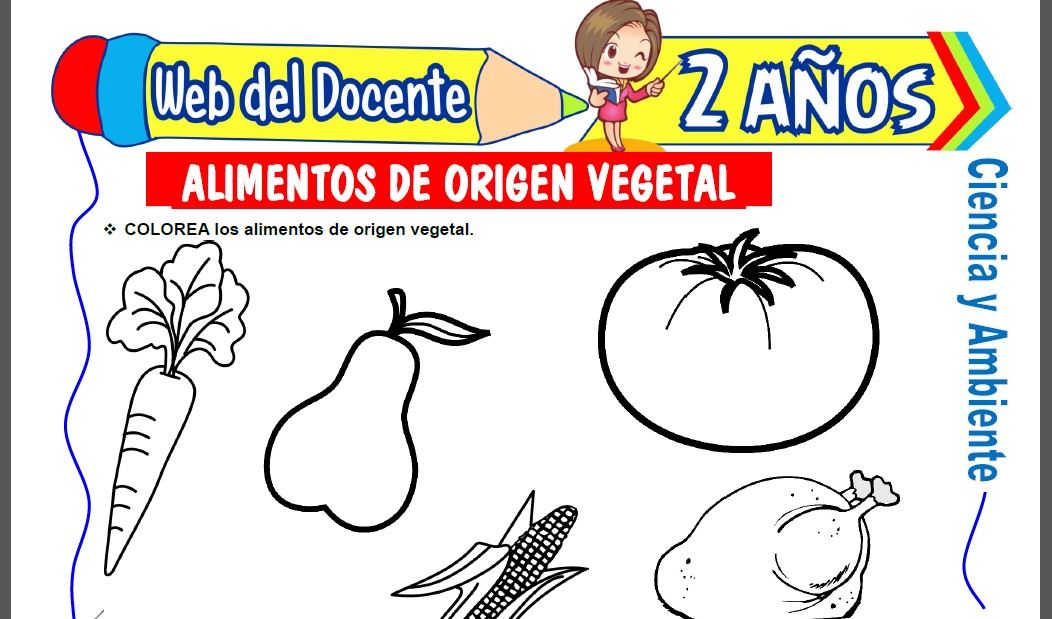 Web del Docente
2 AÑOS
ALIMENTOS DE ORIGEN VEGETAL
❖ COLOREA los alimentos de origen vegetal.
Ciencia y Ambiente